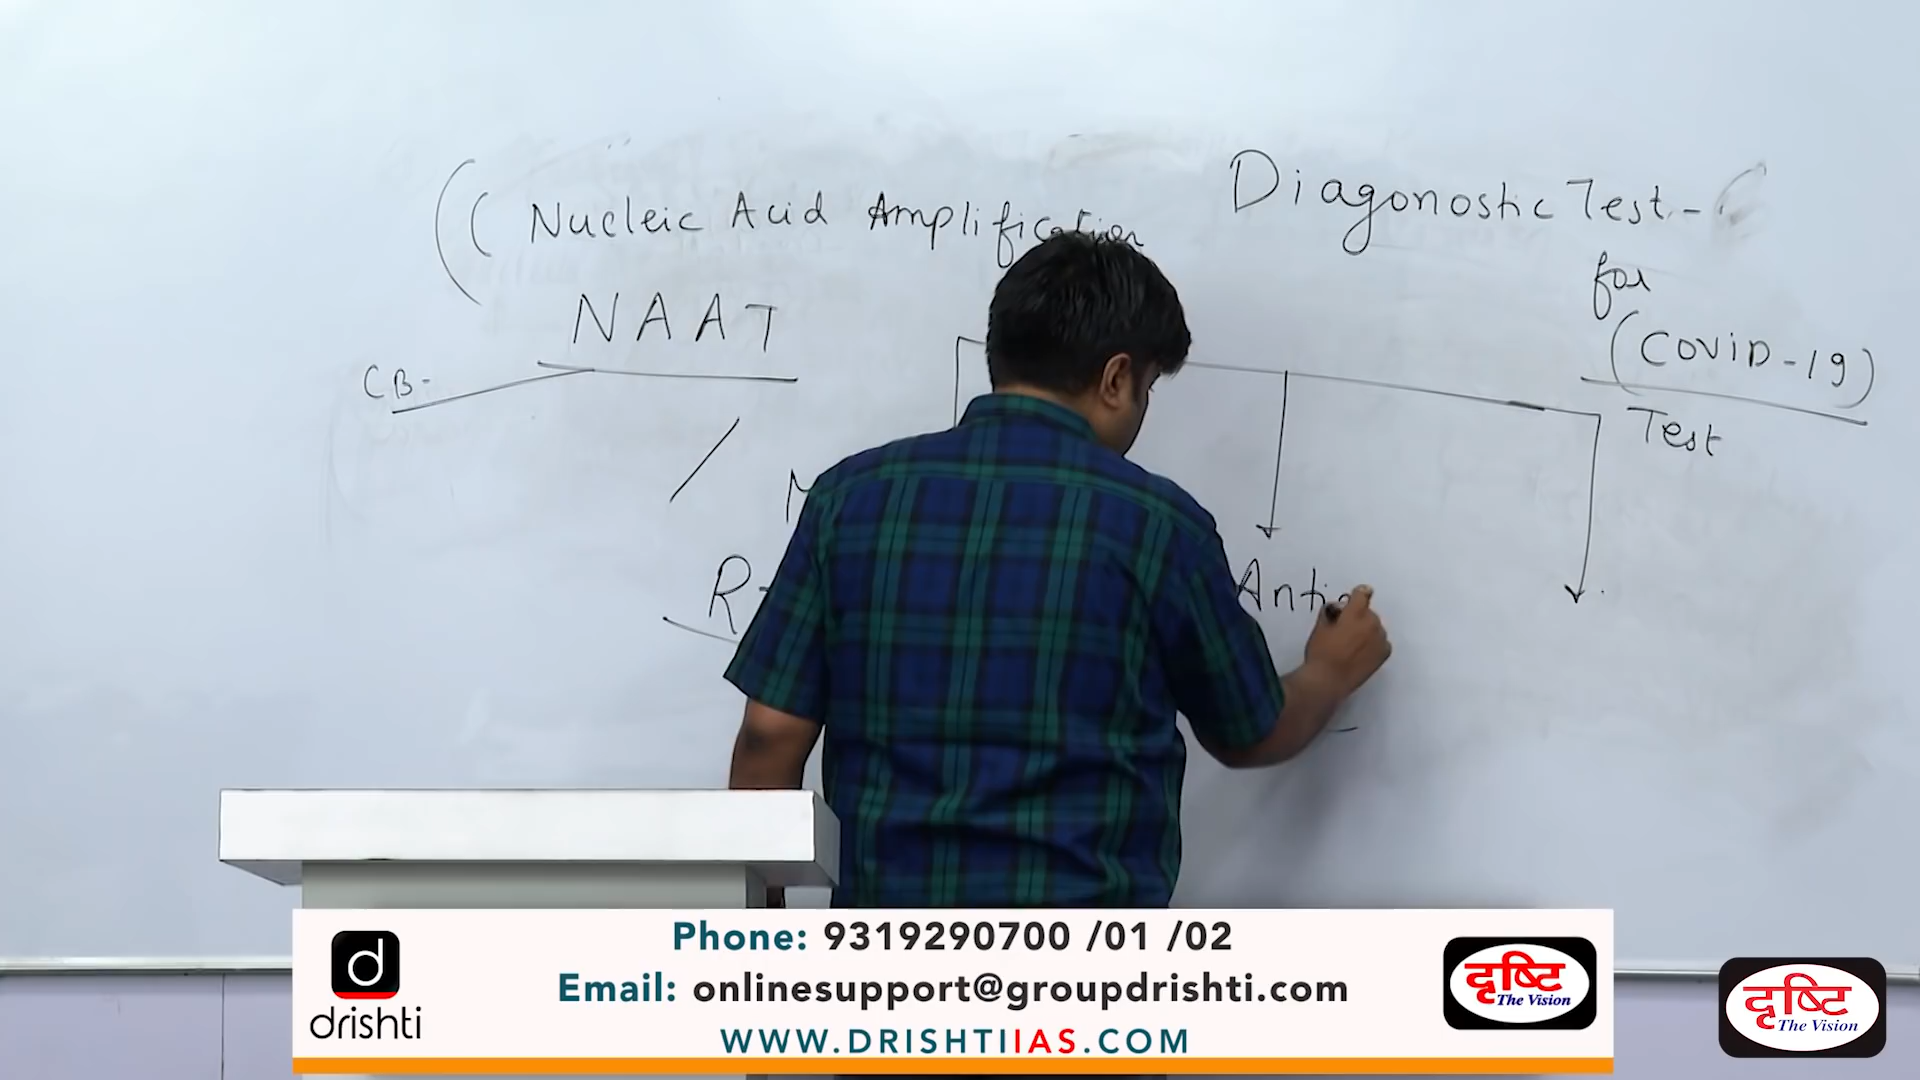 ( ( Nucleic Acid Amplification
NAAT
CB-
Diagonostic Test -
for
(COVID-19)
Test
R-
Anti
Phone: 9319290700 /01 /02
Email: onlinesupport@groupdrishti.com
WWW.DRISHTIIAS.COM
d
drishti
दृष्टि
The Vision
दृष्टि
The Vision